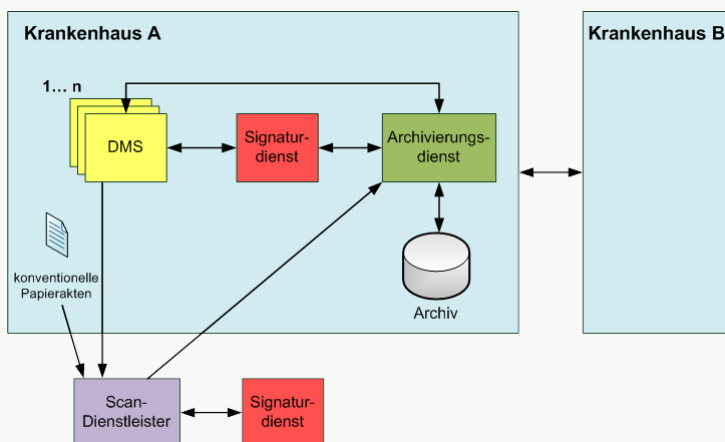 Krankenhaus A
Krankenhaus B
1... n
DMS
Signatur-
dienst
Archivierungs-
dienst
konventionelle
Papierakten
Archiv
Scan-
Dienstleister
Signatur-
dienst